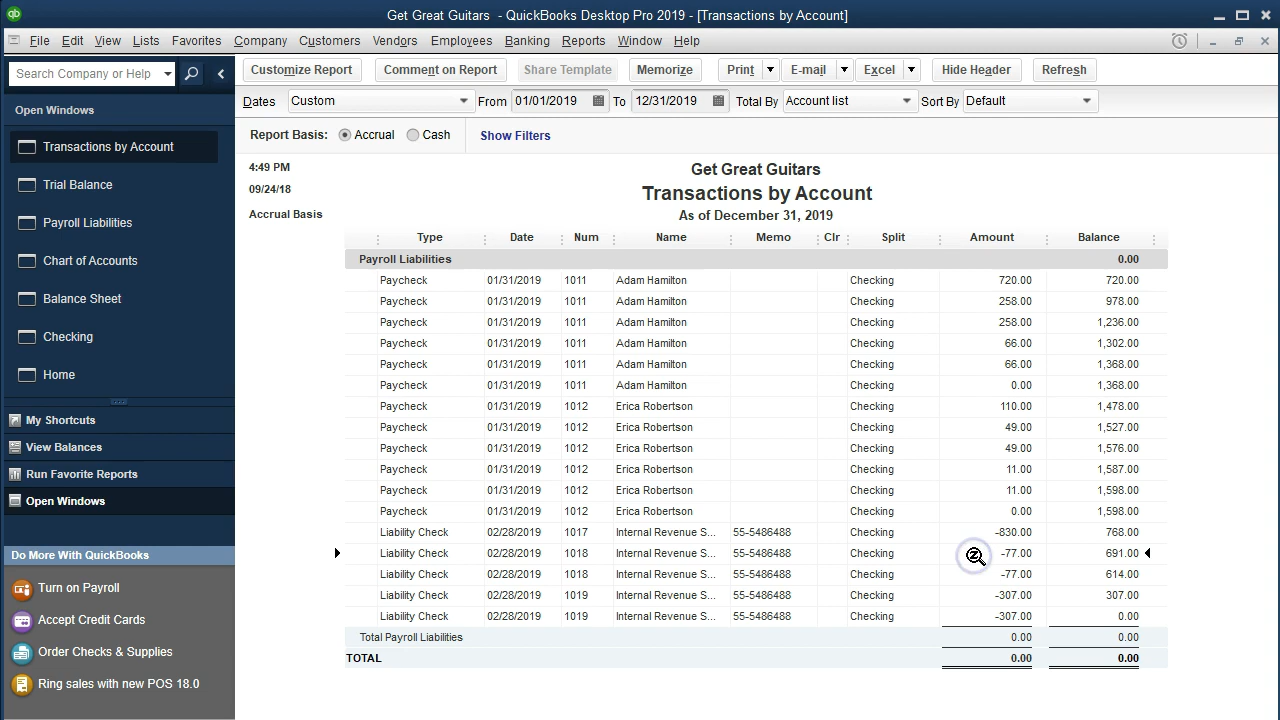 Get Great Guitars - QuickBooks Desktop Pro 2019 - [Transactions by Account]
File Edit View Lists Favorites Company Customers Vendors Employees Banking Reports Window Help
Search Company or Help
Customize Report Comment on Report Share Template Memorize Print E-mail Excel Hide Header Refresh
Dates Custom From 01/01/2019 To 12/31/2019 Total By Account list Sort By Default
Report Basis: Accrual Cash Show Filters
Open Windows
Transactions by Account
Trial Balance
Payroll Liabilities
Chart of Accounts
Balance Sheet
Checking
Home
My Shortcuts
View Balances
Run Favorite Reports
Open Windows
Do More With QuickBooks
Turn on Payroll
Accept Credit Cards
Order Checks & Supplies
Ring sales with new POS 18.0
4:49 PM
09/24/18
Accrual Basis
Get Great Guitars
Transactions by Account
As of December 31, 2019
Type Date Num Name Memo Clr Split Amount Balance
Payroll Liabilities 0.00
Paycheck 01/31/2019 1011 Adam Hamilton Checking 720.00 720.00
Paycheck 01/31/2019 1011 Adam Hamilton Checking 258.00 978.00
Paycheck 01/31/2019 1011 Adam Hamilton Checking 258.00 1,236.00
Paycheck 01/31/2019 1011 Adam Hamilton Checking 66.00 1,302.00
Paycheck 01/31/2019 1011 Adam Hamilton Checking 66.00 1,368.00
Paycheck 01/31/2019 1011 Adam Hamilton Checking 0.00 1,368.00
Paycheck 01/31/2019 1012 Erica Robertson Checking 110.00 1,478.00
Paycheck 01/31/2019 1012 Erica Robertson Checking 49.00 1,527.00
Paycheck 01/31/2019 1012 Erica Robertson Checking 49.00 1,576.00
Paycheck 01/31/2019 1012 Erica Robertson Checking 11.00 1,587.00
Paycheck 01/31/2019 1012 Erica Robertson Checking 11.00 1,598.00
Paycheck 01/31/2019 1012 Erica Robertson Checking 0.00 1,598.00
Liability Check 02/28/2019 1017 Internal Revenue S... 55-5486488 Checking -830.00 768.00
Liability Check 02/28/2019 1018 Internal Revenue S... 55-5486488 Checking -77.00 691.00
Liability Check 02/28/2019 1018 Internal Revenue S... 55-5486488 Checking -77.00 614.00
Liability Check 02/28/2019 1019 Internal Revenue S... 55-5486488 Checking -307.00 307.00
Liability Check 02/28/2019 1019 Internal Revenue S... 55-5486488 Checking -307.00 0.00
Total Payroll Liabilities 0.00 0.00
TOTAL 0.00 0.00